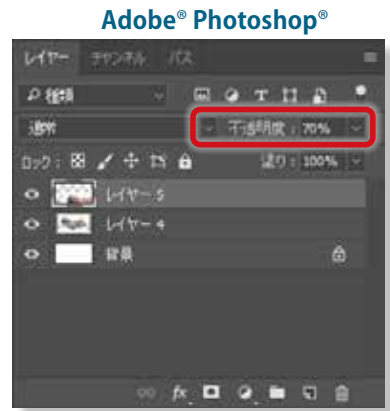 Adobe® Photoshop®
レイヤー チャンネル パス
種類
通常 不透明度 : 70%
ロック : 塗り : 100%
レイヤー 5
レイヤー 4
背景
fx